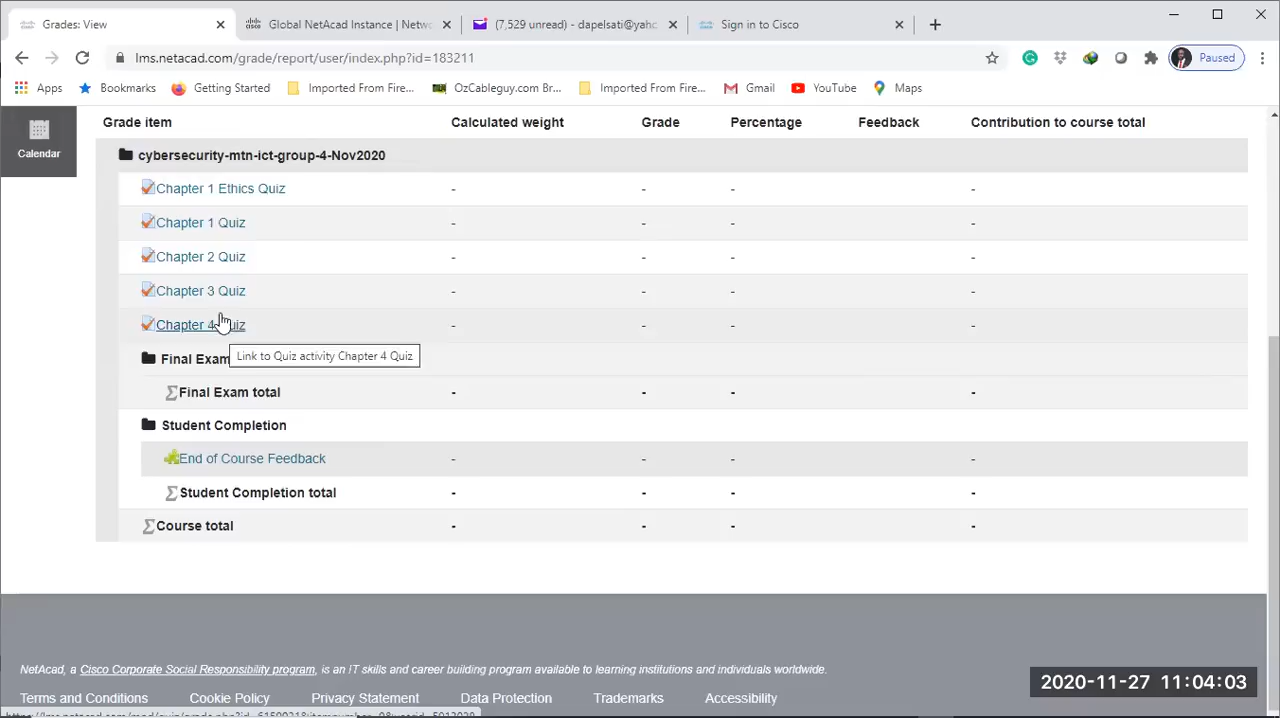 Grades: View
Global NetAcad Instance | Netw
(7,529 unread) - dapelsati@yahc
Sign in to Cisco
lms.netacad.com/grade/report/user/index.php?id=183211
Paused
Apps
Bookmarks
Getting Started
Imported From Fire...
OzCableguy.com Br...
Imported From Fire...
Gmail
YouTube
Maps
Calendar
Grade item Calculated weight Grade Percentage Feedback Contribution to course total
cybersecurity-mtn-ict-group-4-Nov2020
Chapter 1 Ethics Quiz - - - -
Chapter 1 Quiz - - - -
Chapter 2 Quiz - - - -
Chapter 3 Quiz - - - -
Chapter 4 Quiz - - - -
Link to Quiz activity Chapter 4 Quiz
Final Exam
Final Exam total - - - -
Student Completion
End of Course Feedback - - - -
Student Completion total - - - -
Course total - - - -
NetAcad, a Cisco Corporate Social Responsibility program, is an IT skills and career building program available to learning institutions and individuals worldwide.
Terms and Conditions Cookie Policy Privacy Statement Data Protection Trademarks Accessibility
2020-11-27 11:04:03